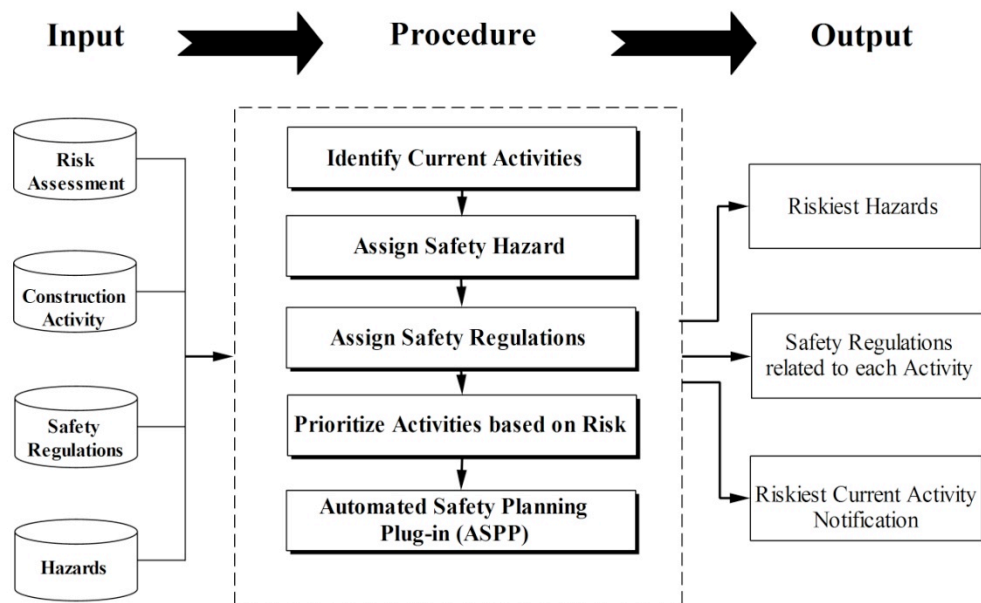 Input
Procedure
Output
Risk
Assessment
Construction
Activity
Safety
Regulations
Hazards
Identify Current Activities
Assign Safety Hazard
Assign Safety Regulations
Prioritize Activities based on Risk
Automated Safety Planning
Plug-in (ASPP)
Riskiest Hazards
Safety Regulations
related to each Activity
Riskiest Current Activity
Notification